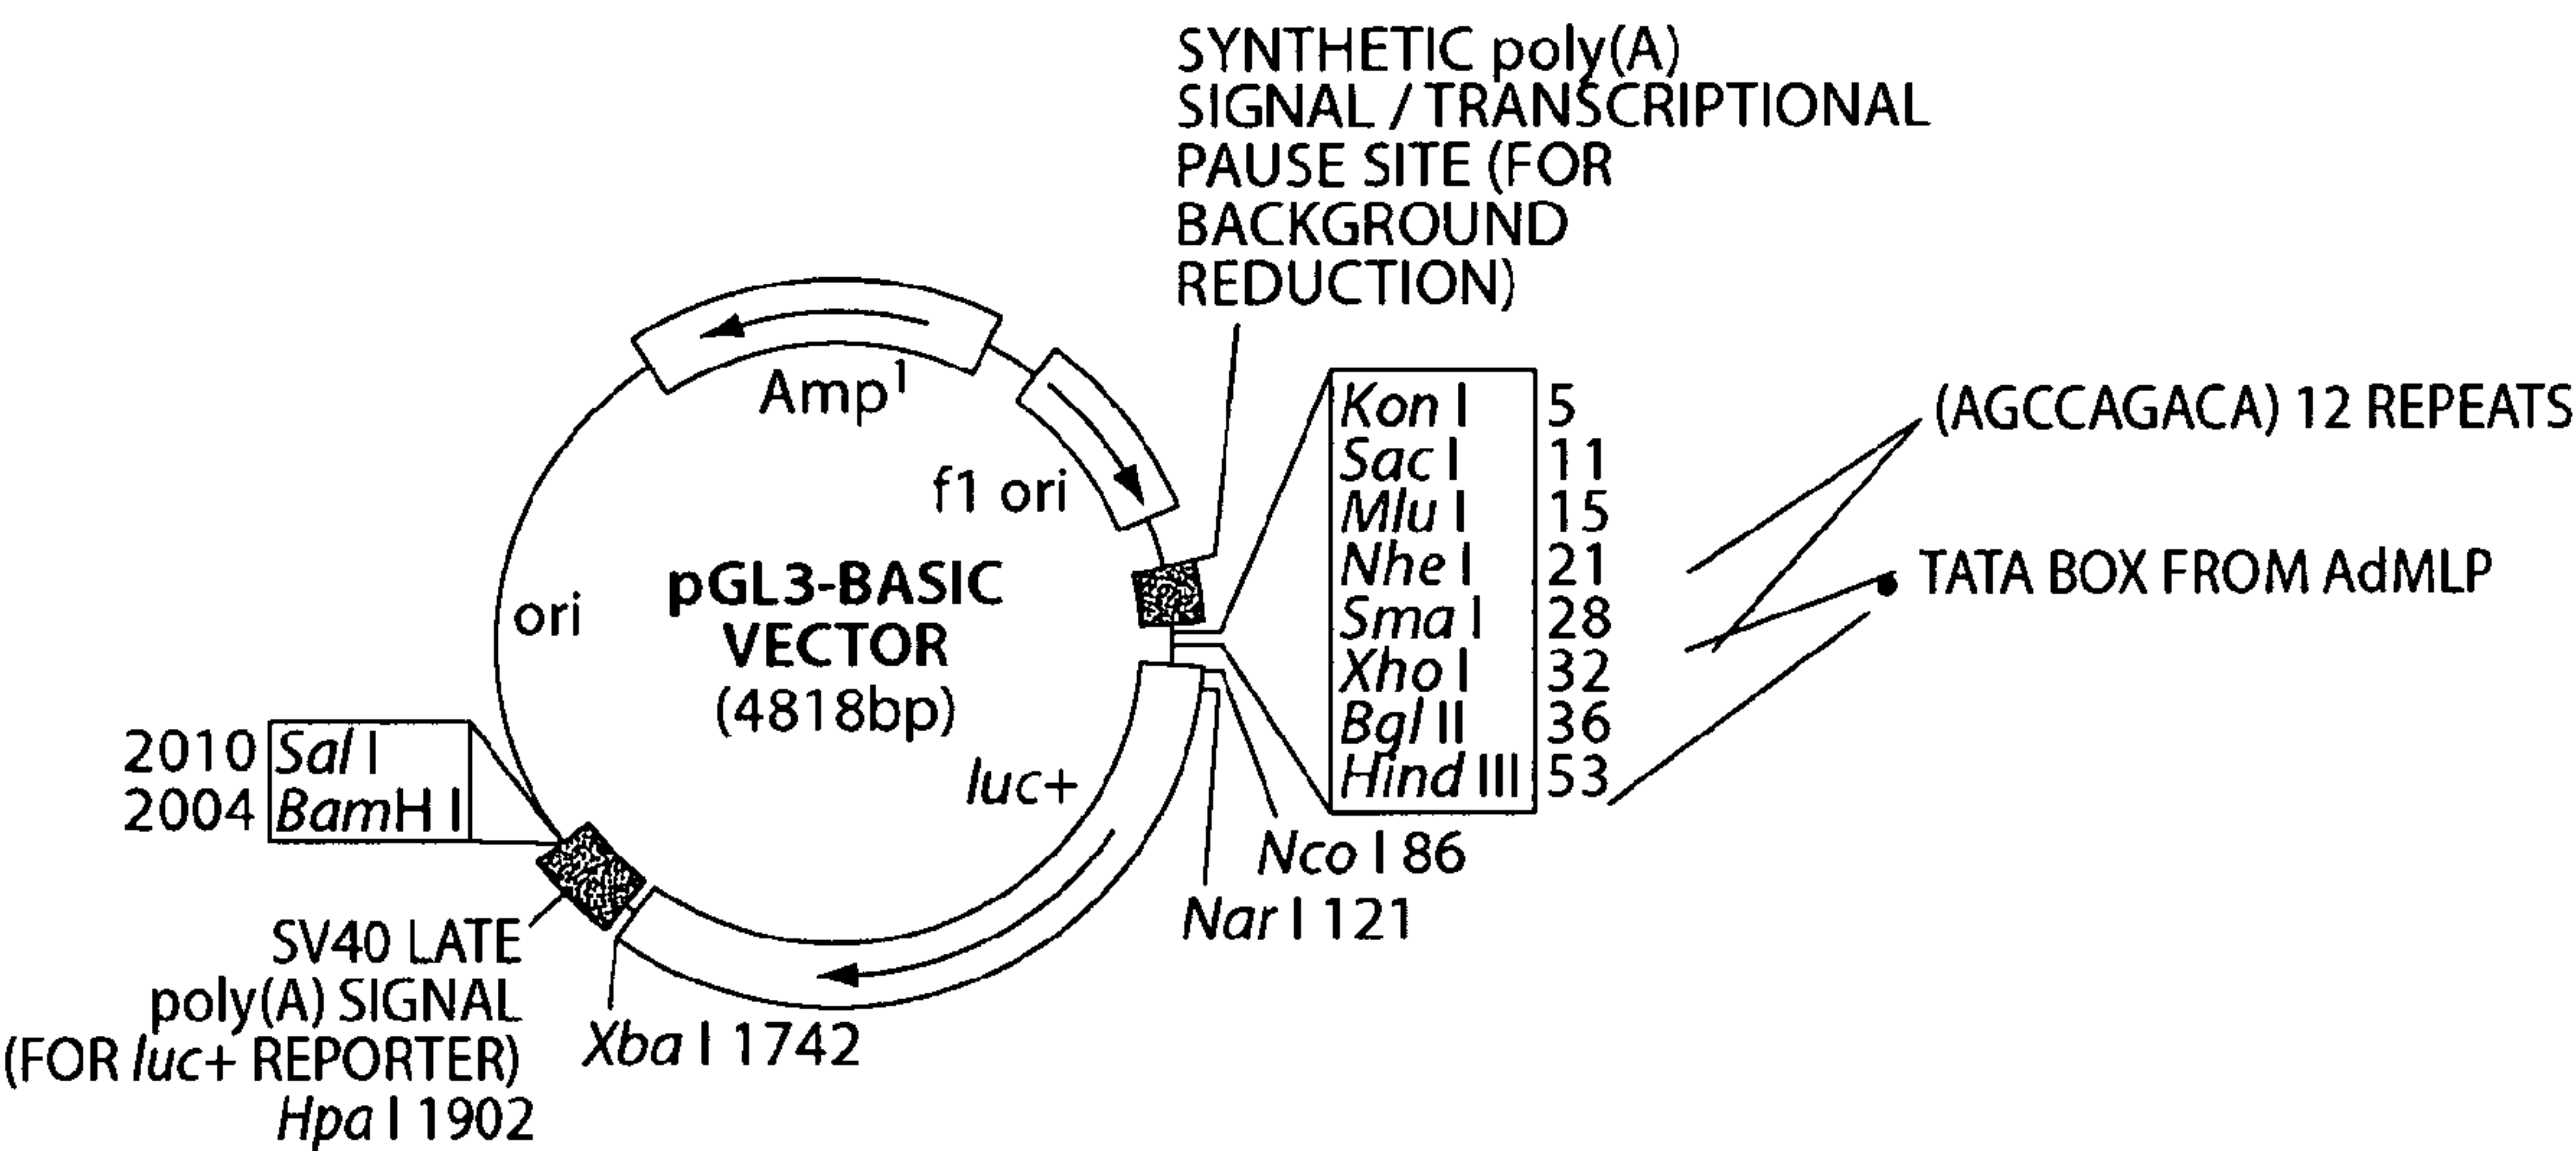 SYNTHETIC poly(A)
SIGNAL / TRANSCRIPTIONAL
PAUSE SITE (FOR
BACKGROUND
REDUCTION)
Amp1
f1 ori
ori
pGL3-BASIC
VECTOR
(4818bp)
luc+
Kon I 5
Sac I 11
Mlu I 15
Nhe I 21
Sma I 28
Xho I 32
Bgl II 36
Hind III 53
(AGCCAGACA) 12 REPEATS
TATA BOX FROM AdMLP
Nco I 86
Nar I 121
2010 Sal I
2004 BamH I
SV40 LATE
poly(A) SIGNAL
(FOR luc+ REPORTER)
Hpa I 1902
Xba I 1742